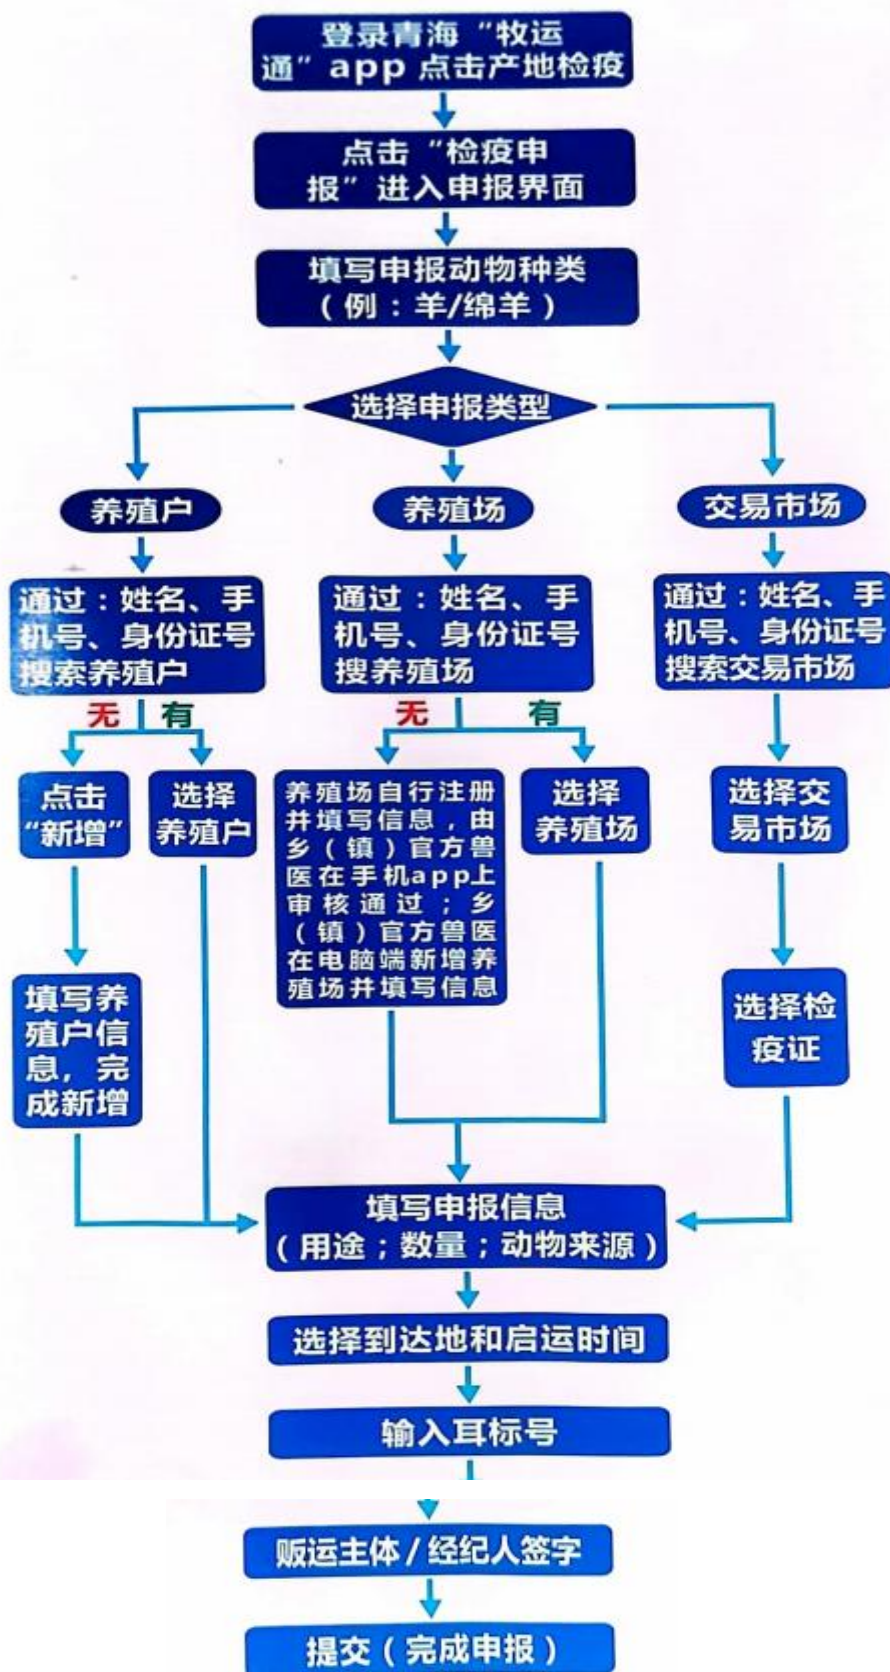 登录青海“牧运
通”app 点击产地检疫
点击“检疫申
报”进入申报界面
填写申报动物种类
（例：羊/绵羊）
选择申报类型
养殖户
养殖场
交易市场
通过：姓名、手
机号、身份证号
搜索养殖户
通过：姓名、手
机号、身份证号
搜养殖场
通过：姓名、手
机号、身份证号
搜索交易市场
无
有
无
有
点击
“新增”
选择
养殖户
养殖场自行注册
并填写信息，由
乡（镇）官方兽
医在手机app上
审核通过；乡
（镇）官方兽医
在电脑端新增养
殖场并填写信息
选择
养殖场
选择交
易市场
填写养
殖户信
息，完
成新增
选择检
疫证
填写申报信息
（用途；数量；动物来源）
选择到达地和启运时间
输入耳标号
贩运主体/经纪人签字
提交（完成申报）